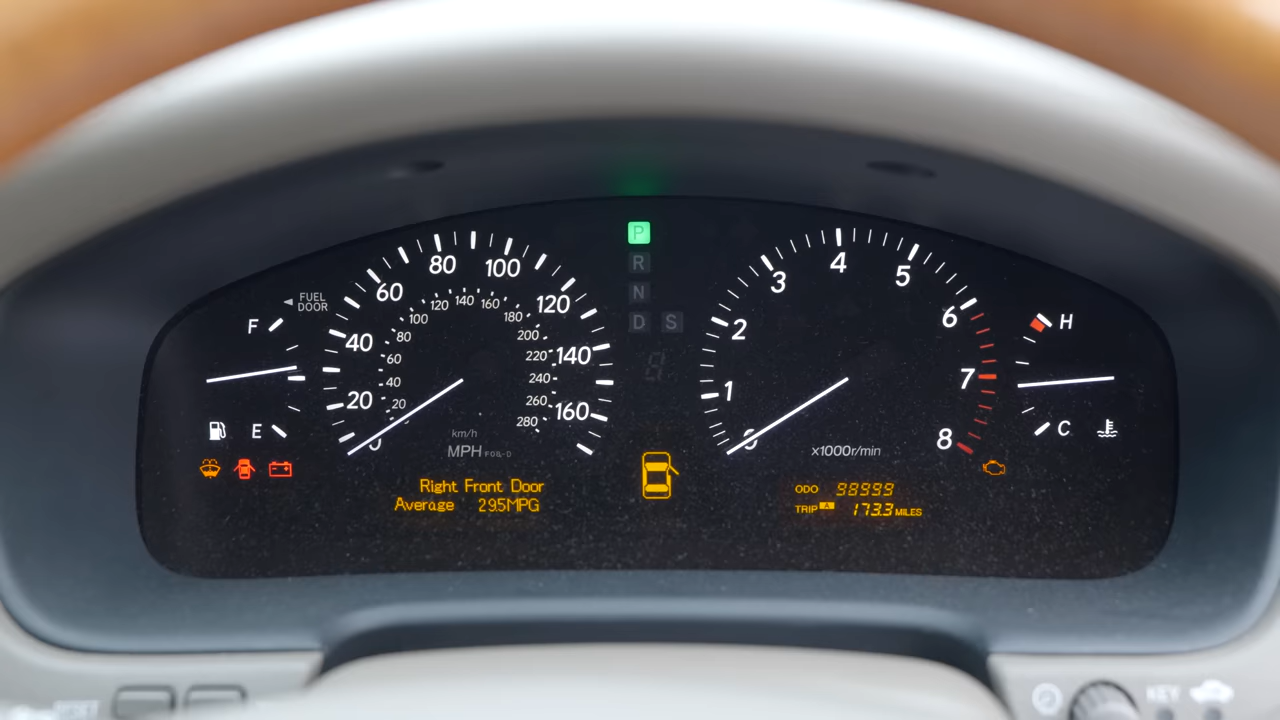 P
R
N
D S
FUEL
DOOR
F
E
0
20
40
60
80
100
120
140
160
20
40
60
80
100
120
140
160
180
200
220
240
260
280
km/h
MPH
Right Front Door
Average 29.5MPG
0
1
2
3
4
5
6
7
8
x1000r/min
ODO 98999
TRIP A 173.3 MILES
H
C
KEY